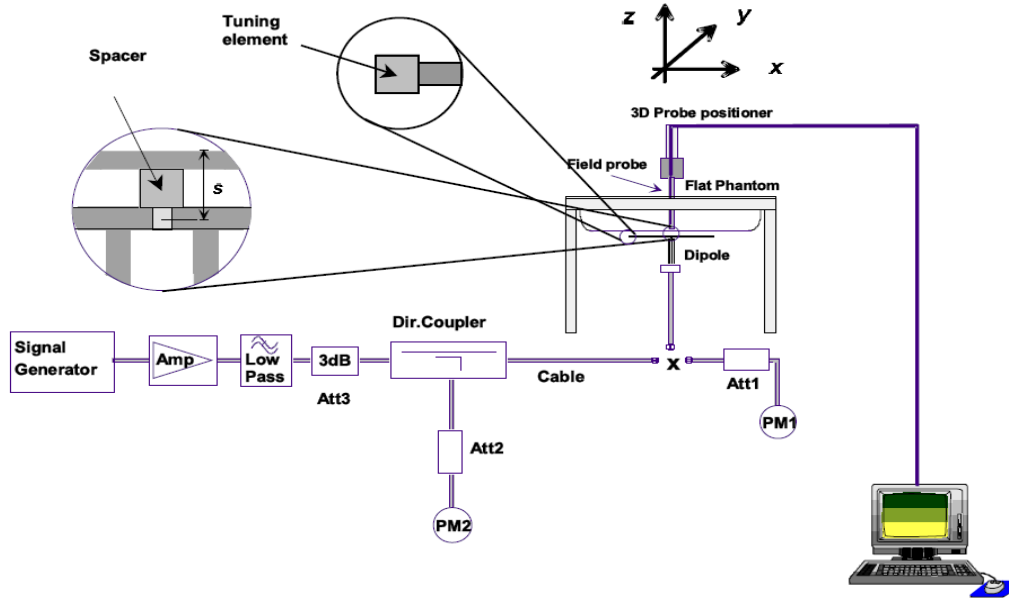 Tuning
element
Spacer
s
z
y
x
3D Probe positioner
Field probe
Flat Phantom
Dipole
Dir.Coupler
Signal
Generator
Amp
Low
Pass
3dB
Att3
Cable
x
Att1
PM1
Att2
PM2